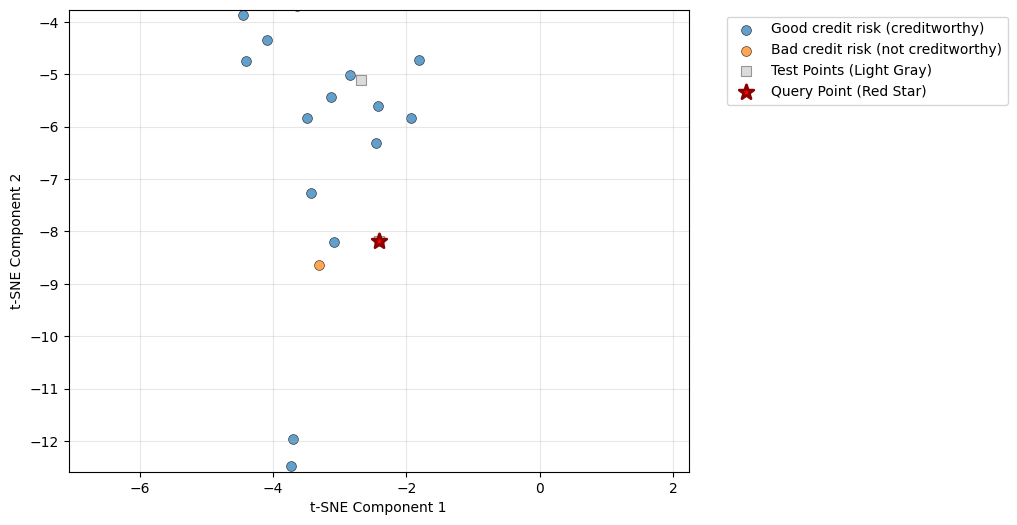 −4
−5
−6
−7
−8
−9
−10
−11
−12
−6
−4
−2
0
2
t-SNE Component 1
t-SNE Component 2
Good credit risk (creditworthy)
Bad credit risk (not creditworthy)
Test Points (Light Gray)
Query Point (Red Star)